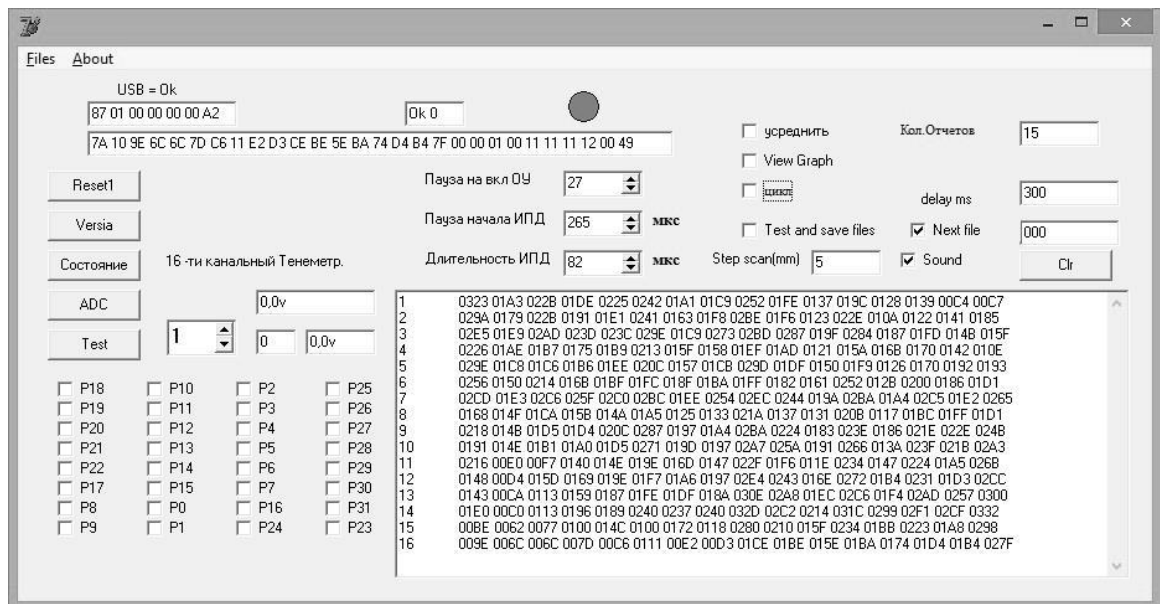 Files About
USB = Ok
87 01 00 00 00 00 A2
Ok 0
7A 10 9E 6C 6C 7D C6 11 E2 D3 CE BE 5E BA 74 D4 B4 7F 00 00 01 00 11 11 11 12 00 49
усреднить
Кол.Отчетов
15
View Graph
цикл
delay ms
300
Test and save files
Next file
000
Step scan(mm)
5
Sound
Clr
Пауза на вкл ОУ
27
Пауза начала ИПД
265
мкс
Длительность ИПД
82
мкс
Reset1
Versia
Состояние
16 -ти канальный Тенеметр.
ADC
0,0v
Test
1
0
0,0v
P18 P10 P2 P25
P19 P11 P3 P26
P20 P12 P4 P27
P21 P13 P5 P28
P22 P14 P6 P29
P17 P15 P7 P30
P8 P0 P16 P31
P9 P1 P24 P23
1 0323 01A3 022B 01DE 0225 0242 01A1 01C9 0252 01FE 0137 019C 0128 0139 00C4 00C7
2 029A 0179 022B 0191 01E1 0241 0163 01F8 02BE 01F6 0123 022E 010A 0122 0141 0185
3 02E5 01E9 02AD 023D 023C 029E 01C9 0273 02BD 0287 019F 0284 0187 01FD 014B 015F
4 0226 01AE 01B7 0175 01B9 0213 015F 0158 01EF 01AD 0121 015A 016B 0170 0142 010E
5 029E 01C8 01C6 01B6 01EE 020C 0157 01CB 029D 01DF 0150 01F9 0126 0170 0192 0193
6 0256 0150 0214 016B 01BF 01FC 018F 01BA 01FF 0182 0161 0252 012B 0200 0186 01D1
7 02CD 01E3 02C6 025F 02C0 02BC 01EE 0254 02EC 0244 019A 02BA 01A4 02C5 01E2 0265
8 0168 014F 01CA 015B 014A 01A5 0125 0133 021A 0137 0131 020B 0117 01BC 01FF 01D1
9 0218 014B 01D5 01D4 020C 0287 0197 01A4 02BA 0224 0183 023E 0186 021E 022E 024B
10 0191 014E 01B1 01A0 01D5 0271 019D 0197 02A7 025A 0191 0266 013A 023F 021B 02A3
11 0216 00E0 00F7 0140 014E 019E 016D 0147 022F 01F6 011E 0234 0147 0224 01A5 026B
12 0148 00D4 015D 0169 019E 01F7 01A6 0197 02E4 0243 016E 0272 01B4 0231 01D3 02CC
13 0143 00CA 0113 0159 0187 01FE 01DF 018A 030E 02A8 01EC 02C6 01F4 02AD 0257 0300
14 01E0 00C0 0113 0196 0189 0240 0237 0240 032D 02C2 0214 031C 0299 02F1 02CF 0332
15 00BE 0062 0077 0100 014C 0100 0172 0118 0280 0210 015F 0234 01BB 0223 01A8 0298
16 009E 006C 006C 007D 00C6 0111 00E2 00D3 01CE 01BE 015E 01BA 0174 01D4 01B4 027F